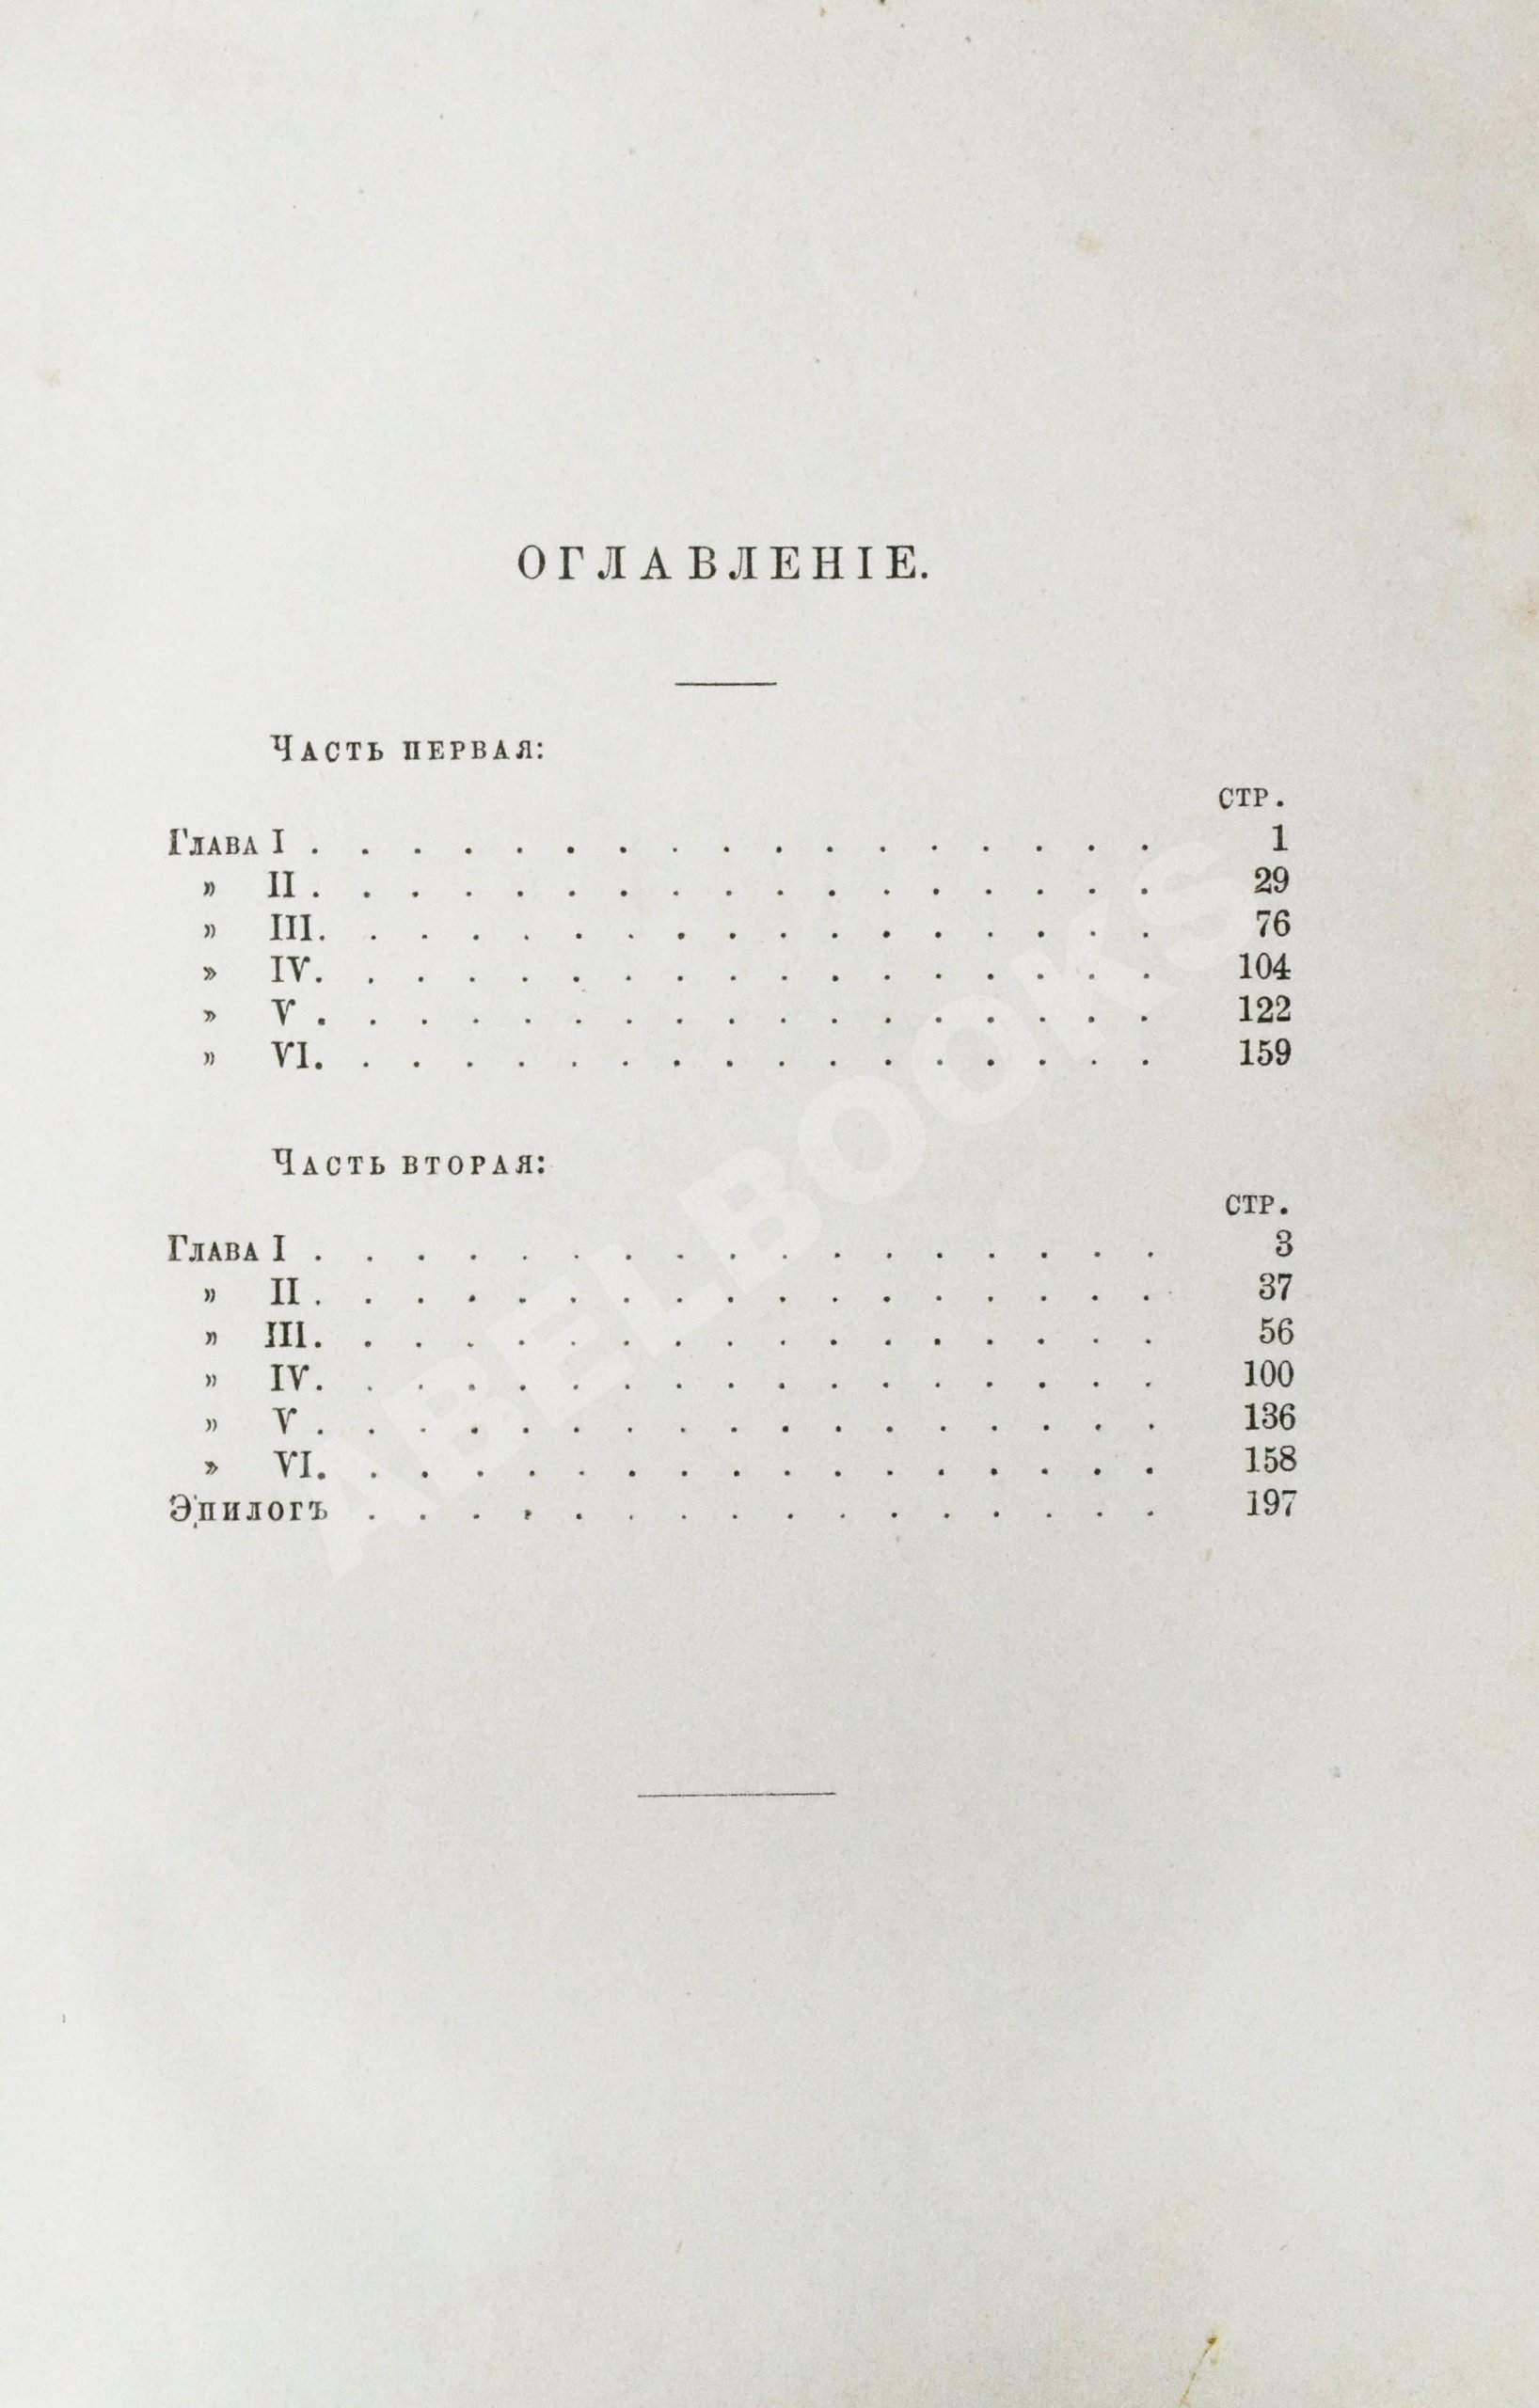 ОГЛАВЛЕНІЕ.
Часть первая:
стр.
Глава I . . . . . . . . . . . . . . . . . 1
» II . . . . . . . . . . . . . . . . . 29
» III. . . . . . . . . . . . . . . . . 76
» IV. . . . . . . . . . . . . . . . . 104
» V . . . . . . . . . . . . . . . . . 122
» VI. . . . . . . . . . . . . . . . . 159
Часть вторая:
стр.
Глава I . . . . . . . . . . . . . . . . . 3
» II . . . . . . . . . . . . . . . . . 37
» III. . . . . . . . . . . . . . . . . 56
» IV. . . . . . . . . . . . . . . . . 100
» V . . . . . . . . . . . . . . . . . 136
» VI. . . . . . . . . . . . . . . . . 158
Эпилогъ . . . . . . . . . . . . . . . . 197
ABELBOOKS